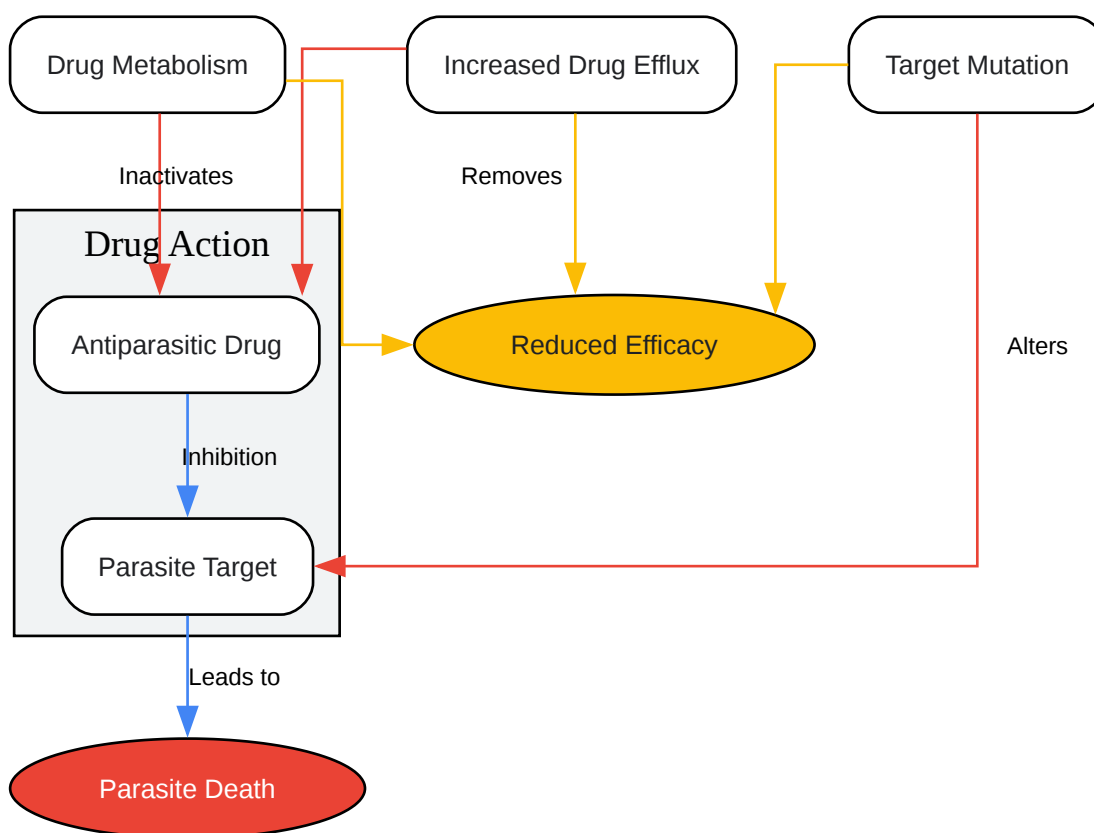 Drug Metabolism
Increased Drug Efflux
Target Mutation
Inactivates
Removes
Drug Action
Antiparasitic Drug
Reduced Efficacy
Alters
Inhibition
Parasite Target
Leads to
Parasite Death